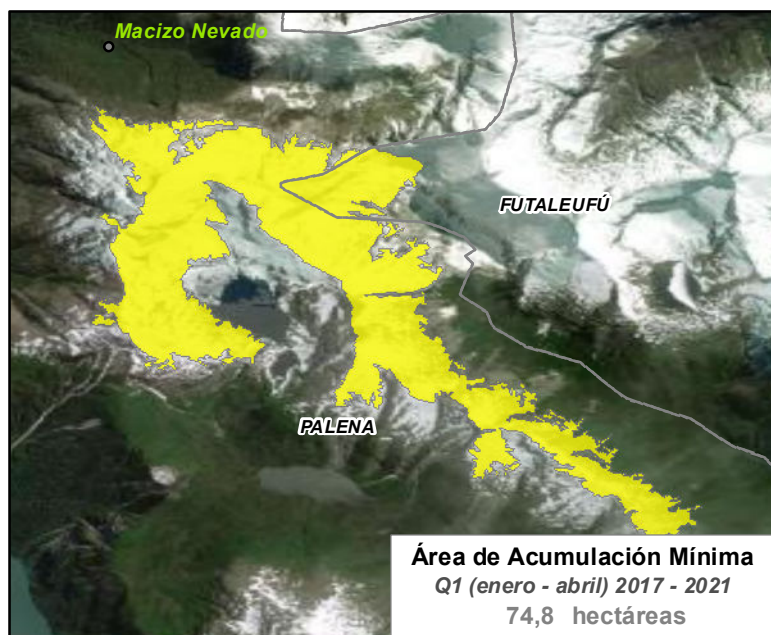 Macizo Nevado
FUTALEUFÚ
PALENA
Área de Acumulación Mínima
Q1 (enero - abril) 2017 - 2021
74,8 hectáreas